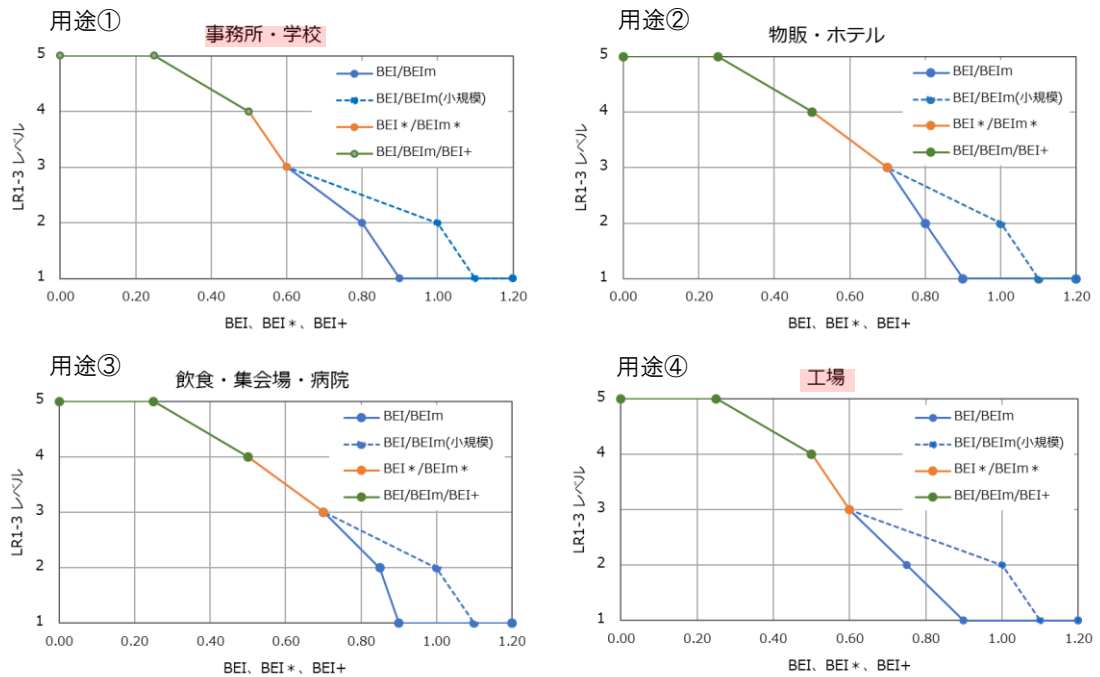 用途①
事務所・学校
5
4
3
2
1
LR1-3 レベル
BEI/BEIm
BEI/BEIm(小規模)
BEI＊/BEIm＊
BEI/BEIm/BEI+
0.00 0.20 0.40 0.60 0.80 1.00 1.20
BEI、BEI＊、BEI+
用途②
物販・ホテル
5
4
3
2
1
LR1-3 レベル
BEI/BEIm
BEI/BEIm(小規模)
BEI＊/BEIm＊
BEI/BEIm/BEI+
0.00 0.20 0.40 0.60 0.80 1.00 1.20
BEI、BEI＊、BEI+
用途③
飲食・集会場・病院
5
4
3
2
1
LR1-3 レベル
BEI/BEIm
BEI/BEIm(小規模)
BEI＊/BEIm＊
BEI/BEIm/BEI+
0.00 0.20 0.40 0.60 0.80 1.00 1.20
BEI、BEI＊、BEI+
用途④
工場
5
4
3
2
1
LR1-3 レベル
BEI/BEIm
BEI/BEIm(小規模)
BEI＊/BEIm＊
BEI/BEIm/BEI+
0.00 0.20 0.40 0.60 0.80 1.00 1.20
BEI、BEI＊、BEI+